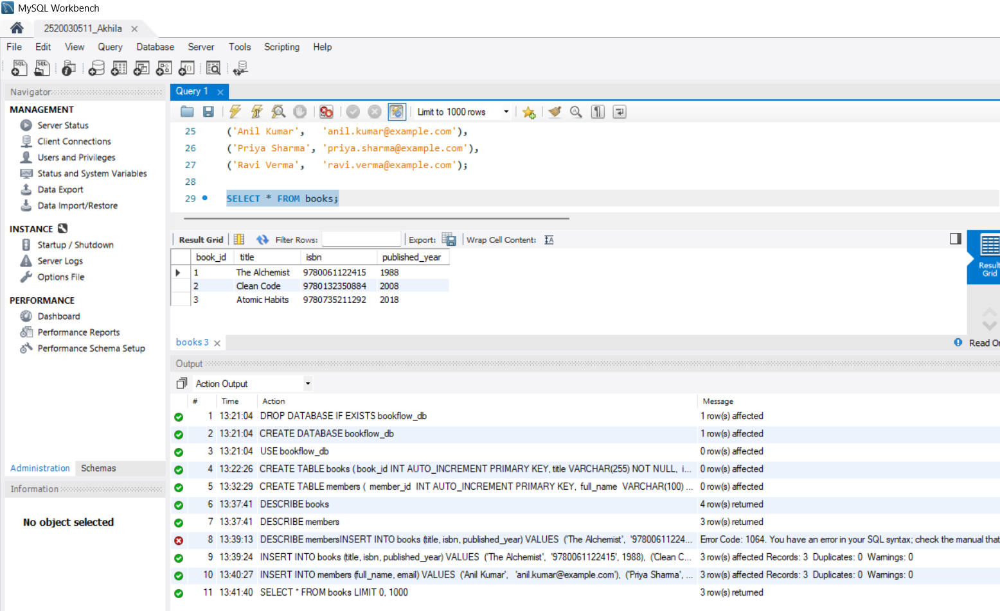 MySQL Workbench
2520030511_Akhila
File Edit View Query Database Server Tools Scripting Help
Navigator
MANAGEMENT
Server Status
Client Connections
Users and Privileges
Status and System Variables
Data Export
Data Import/Restore
INSTANCE
Startup / Shutdown
Server Logs
Options File
PERFORMANCE
Dashboard
Performance Reports
Performance Schema Setup
Administration Schemas
Information
No object selected
Query 1
Limit to 1000 rows
25 ('Anil Kumar',   'anil.kumar@example.com'),
26 ('Priya Sharma', 'priya.sharma@example.com'),
27 ('Ravi Verma',   'ravi.verma@example.com');
28
29 SELECT * FROM books;
Result Grid Filter Rows: Export: Wrap Cell Content:
book_id title isbn published_year
1 The Alchemist 9780061122415 1988
2 Clean Code 9780132350884 2008
3 Atomic Habits 9780735211292 2018
Result
Grid
books 3
Read On
Output
Action Output
# Time Action Message
1 13:21:04 DROP DATABASE IF EXISTS bookflow_db 1 row(s) affected
2 13:21:04 CREATE DATABASE bookflow_db 1 row(s) affected
3 13:21:04 USE bookflow_db 0 row(s) affected
4 13:22:26 CREATE TABLE books ( book_id INT AUTO_INCREMENT PRIMARY KEY, title VARCHAR(255) NOT NULL, i... 0 row(s) affected
5 13:32:29 CREATE TABLE members ( member_id INT AUTO_INCREMENT PRIMARY KEY, full_name VARCHAR(100) ... 0 row(s) affected
6 13:37:41 DESCRIBE books 4 row(s) returned
7 13:37:41 DESCRIBE members 3 row(s) returned
8 13:39:13 DESCRIBE membersINSERT INTO books (title, isbn, published_year) VALUES ('The Alchemist', '97800611224... Error Code: 1064. You have an error in your SQL syntax; check the manual that
9 13:39:24 INSERT INTO books (title, isbn, published_year) VALUES ('The Alchemist', '9780061122415', 1988), ('Clean C... 3 row(s) affected Records: 3 Duplicates: 0 Warnings: 0
10 13:40:27 INSERT INTO members (full_name, email) VALUES ('Anil Kumar', 'anil.kumar@example.com'), ('Priya Sharma', ... 3 row(s) affected Records: 3 Duplicates: 0 Warnings: 0
11 13:41:40 SELECT * FROM books LIMIT 0, 1000 3 row(s) returned